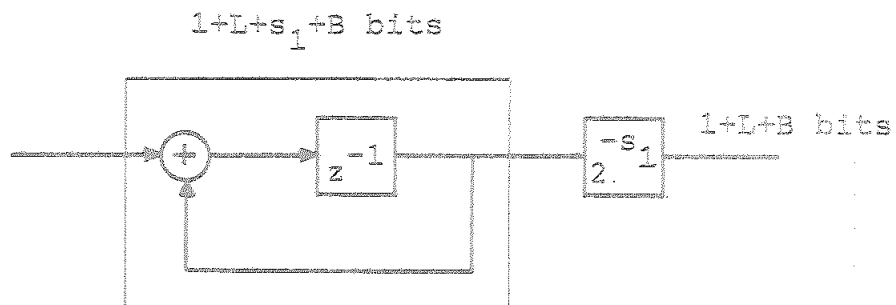 1+L+s₁+B bits
+
z⁻¹
2.⁻ˢ₁
1+L+B bits